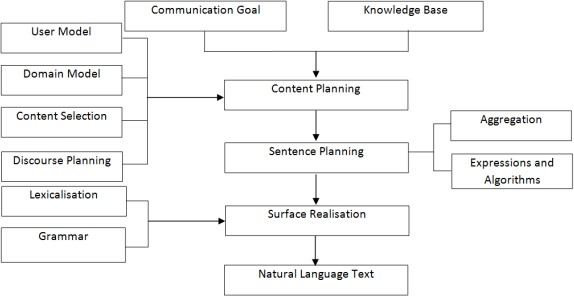 Communication Goal
Knowledge Base
User Model
Domain Model
Content Selection
Discourse Planning
Content Planning
Aggregation
Sentence Planning
Expressions and
Algorithms
Lexicalisation
Grammar
Surface Realisation
Natural Language Text